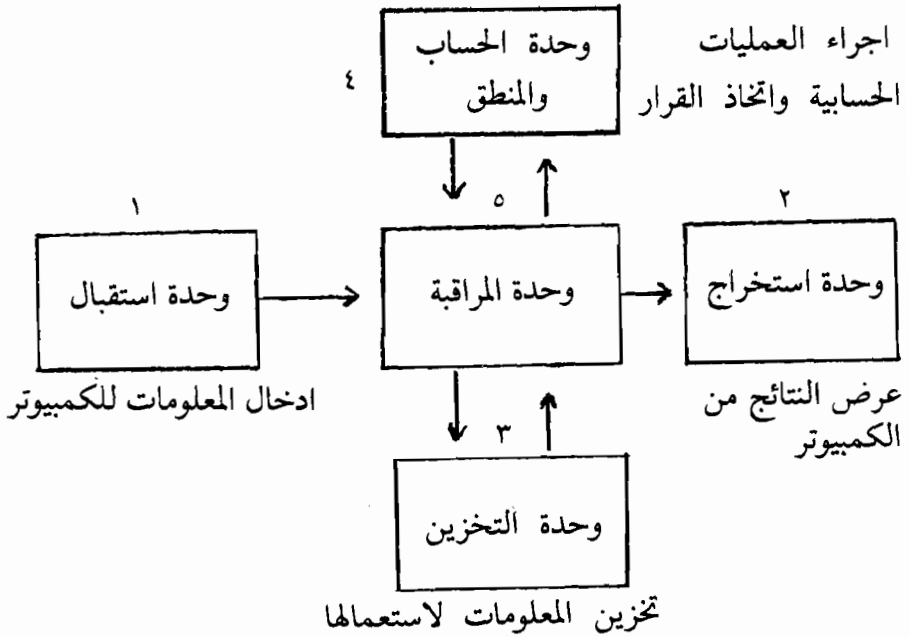 وحدة الحساب
والمنطق
٤
اجراء العمليات
الحسابية واتخاذ القرار
٥
وحدة المراقبة
٢
وحدة استخراج
عرض النتائج من
الكمبيوتر
١
وحدة استقبال
ادخال المعلومات للكمبيوتر
٣
وحدة التخزين
تخزين المعلومات لاستعمالها